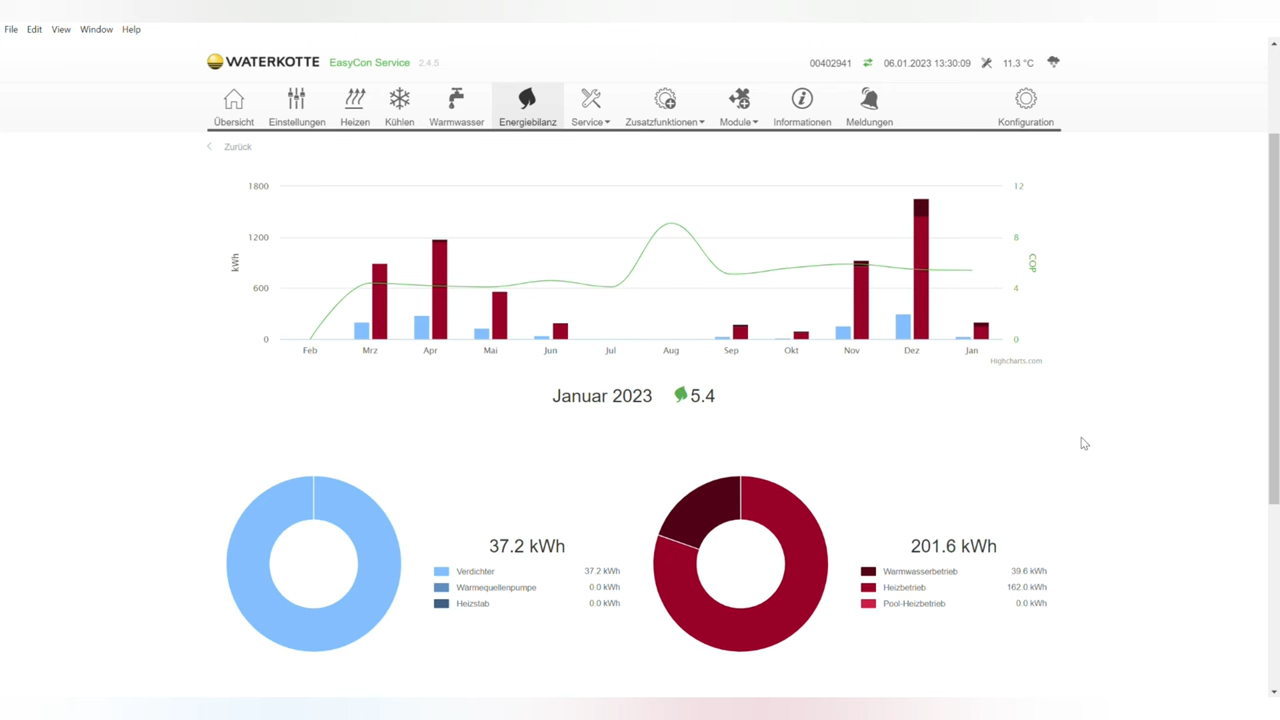 File Edit View Window Help
WATERKOTTE EasyCon Service 2.4.5 00402941 06.01.2023 13:30:09 11.3 °C
Übersicht Einstellungen Heizen Kühlen Warmwasser Energiebilanz Service Zusatzfunktionen Module Informationen Meldungen Konfiguration
Zurück
1800 12
1200 8
kWh COP
600 4
0 0
Feb Mrz Apr Mai Jun Jul Aug Sep Okt Nov Dez Jan
Highcharts.com
Januar 2023 5.4
37.2 kWh
Verdichter 37.2 kWh
Wärmequellenpumpe 0.0 kWh
Heizstab 0.0 kWh
201.6 kWh
Warmwasserbetrieb 39.6 kWh
Heizbetrieb 162.0 kWh
Pool-Heizbetrieb 0.0 kWh